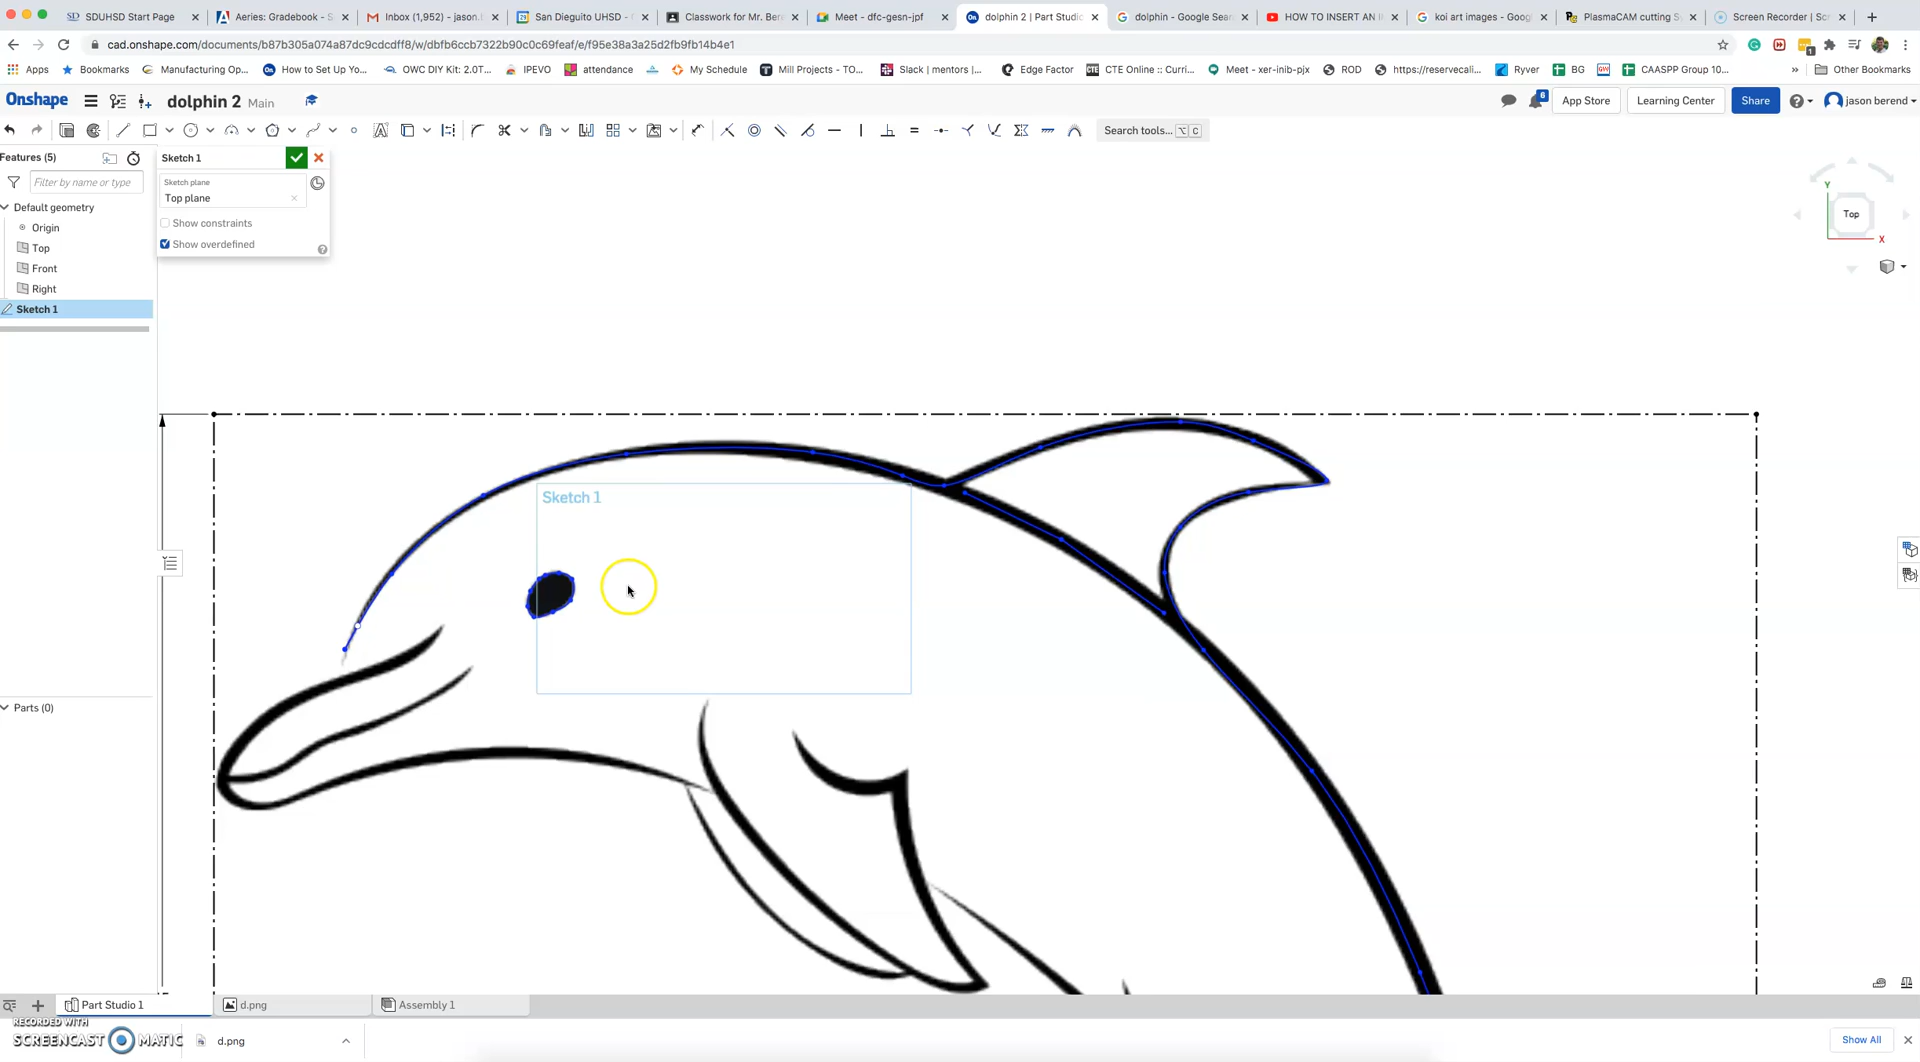 SDUHSD Start Page
Aeries: Gradebook - S
Inbox (1,952) - jason.l
San Dieguito UHSD -
Classwork for Mr. Ber
Meet - dfc-gesn-jpf
dolphin 2 | Part Studio
dolphin - Google Sear
HOW TO INSERT AN I
koi art images - Goog
PlasmaCAM cutting Sy
Screen Recorder | Scr
cad.onshape.com/documents/b87b305a074a87dc9cdcdff8/w/dbfb6ccb7322b90c0c69feaf/e/f95e38a3a25d2fb9fb14b4e1
Apps
Bookmarks
Manufacturing Op...
How to Set Up Yo...
OWC DIY Kit: 2.0T...
IPEVO
attendance
My Schedule
Mill Projects - TO...
Slack | mentors |...
Edge Factor
CTE Online :: Curri...
Meet - xer-inib-pjx
ROD
https://reservecali...
Ryver
BG
CAASPP Group 10...
Other Bookmarks
Onshape
dolphin 2 Main
6
App Store
Learning Center
Share
jason berend
Search tools... ⌥ C
Features (5)
Filter by name or type
Default geometry
Origin
Top
Front
Right
Sketch 1
Sketch 1
Sketch plane
Top plane
Show constraints
Show overdefined
Y
Top
X
Sketch 1
Parts (0)
Part Studio 1
d.png
Assembly 1
RECORDED WITH
SCREENCAST MATIC
d.png
Show All